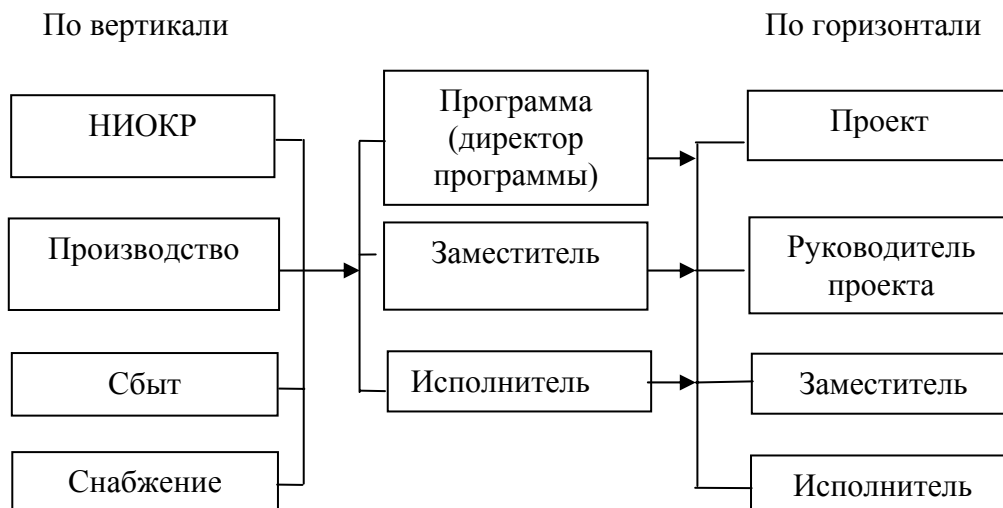 По вертикали
По горизонтали
НИОКР
Производство
Сбыт
Снабжение
Программа
(директор
программы)
Заместитель
Исполнитель
Проект
Руководитель
проекта
Заместитель
Исполнитель